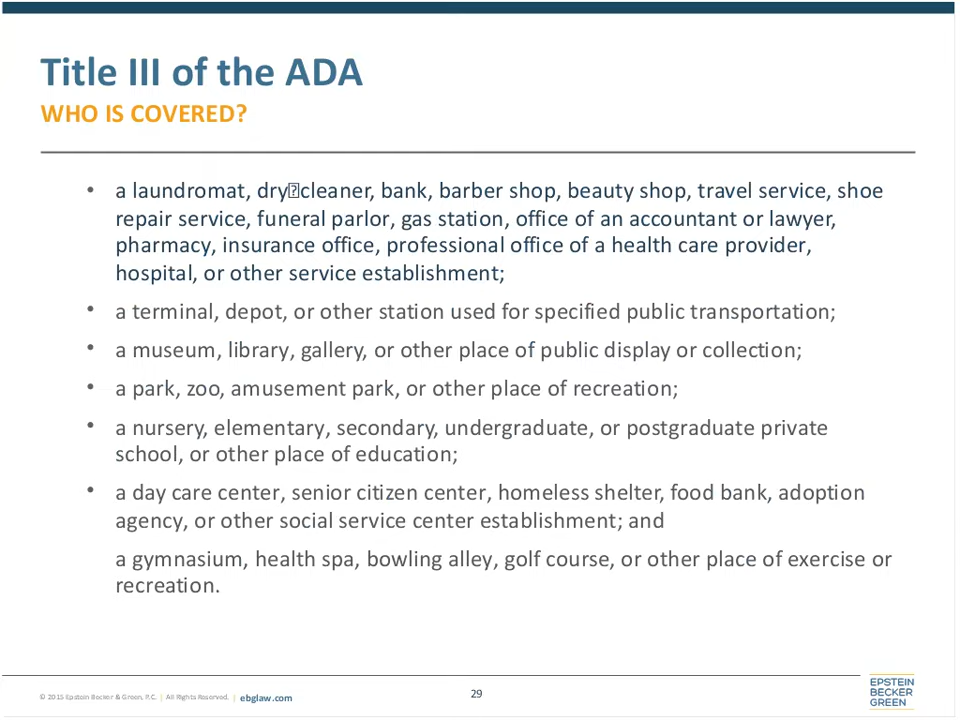 Title III of the ADA
WHO IS COVERED?
• a laundromat, dry⍰cleaner, bank, barber shop, beauty shop, travel service, shoe
repair service, funeral parlor, gas station, office of an accountant or lawyer,
pharmacy, insurance office, professional office of a health care provider,
hospital, or other service establishment;
• a terminal, depot, or other station used for specified public transportation;
• a museum, library, gallery, or other place of public display or collection;
• a park, zoo, amusement park, or other place of recreation;
• a nursery, elementary, secondary, undergraduate, or postgraduate private
school, or other place of education;
• a day care center, senior citizen center, homeless shelter, food bank, adoption
agency, or other social service center establishment; and
a gymnasium, health spa, bowling alley, golf course, or other place of exercise or
recreation.
© 2015 Epstein Becker & Green, P.C. | All Rights Reserved. | ebglaw.com
29
EPSTEIN
BECKER
GREEN